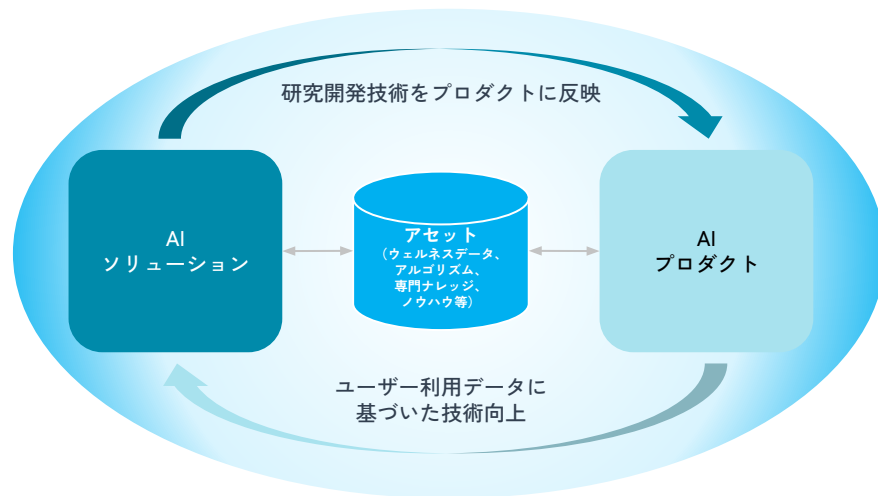 研究開発技術をプロダクトに反映
AI
ソリューション
アセット
（ウェルネスデータ、
アルゴリズム、
専門ナレッジ、
ノウハウ等）
AI
プロダクト
ユーザー利用データに
基づいた技術向上